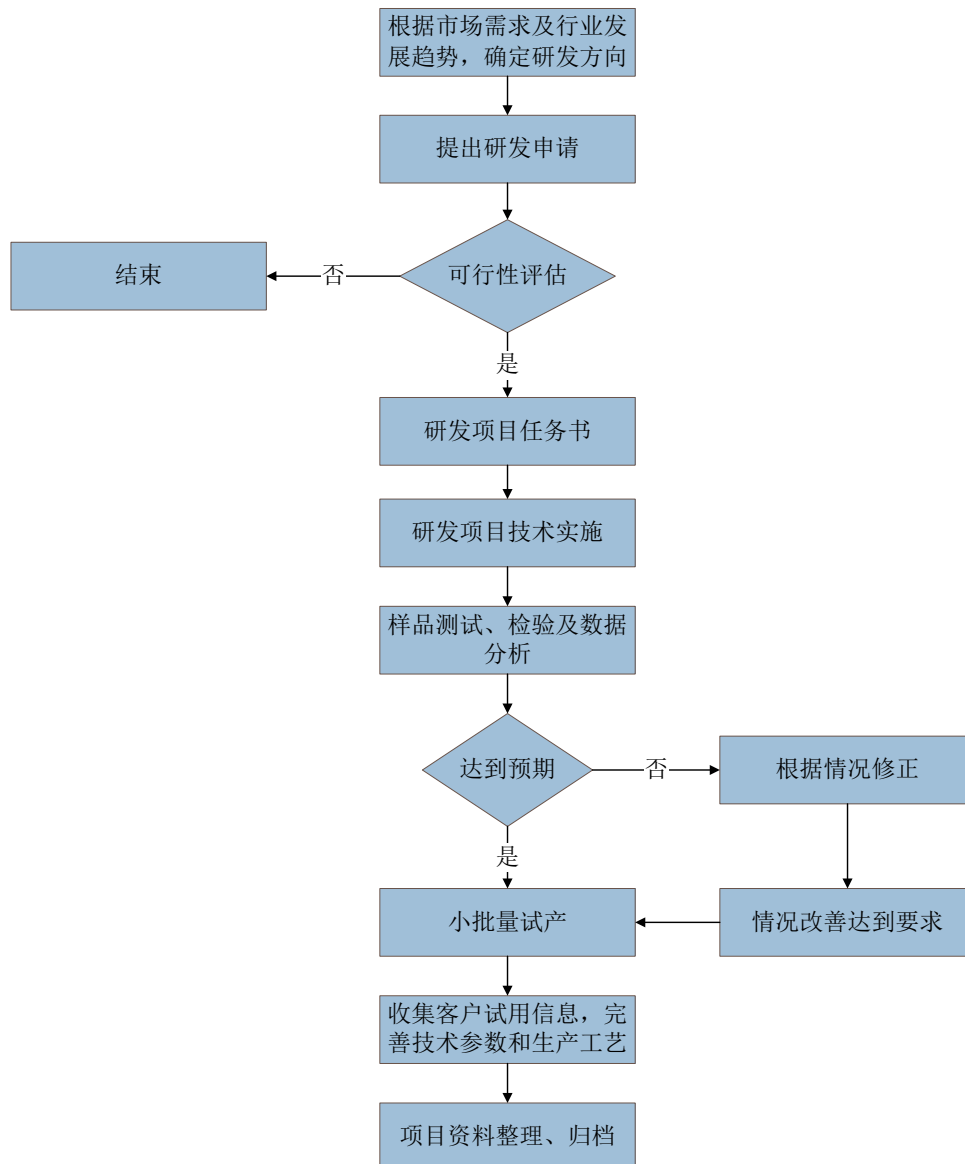 根据市场需求及行业发
展趋势，确定研发方向
提出研发申请
可行性评估
否
结束
是
研发项目任务书
研发项目技术实施
样品测试、检验及数据
分析
达到预期
否
根据情况修正
是
小批量试产
情况改善达到要求
收集客户试用信息，完
善技术参数和生产工艺
项目资料整理、归档